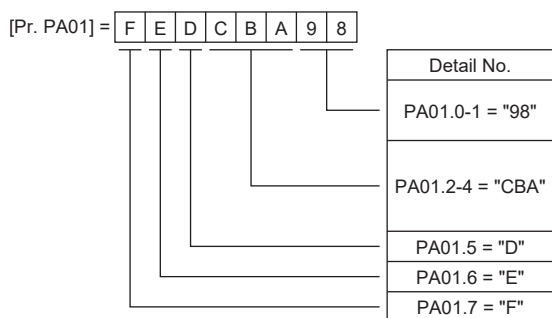 [Pr. PA01] = F E D C B A 9 8
Detail No.
PA01.0-1 = "98"
PA01.2-4 = "CBA"
PA01.5 = "D"
PA01.6 = "E"
PA01.7 = "F"